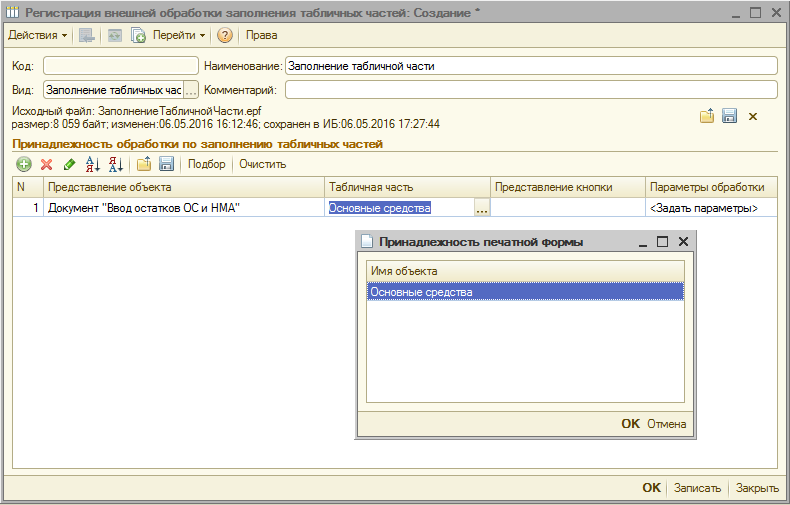 Регистрация внешней обработки заполнения табличных частей: Создание *
Действия Перейти ? Права
Код: Наименование: Заполнение табличной части
Вид: Заполнение табличных час ... Комментарий:
Исходный файл: ЗаполнениеТабличнойЧасти.epf
размер:8 059 байт; изменен:06.05.2016 16:12:46; сохранен в ИБ:06.05.2016 17:27:44
Принадлежность обработки по заполнению табличных частей
А Я Я А Подбор Очистить
N Представление объекта Табличная часть Представление кнопки Параметры обработки
1 Документ "Ввод остатков ОС и НМА" Основные средства ... <Задать параметры>
Принадлежность печатной формы
Имя объекта
Основные средства
OK Отмена
OK Записать Закрыть